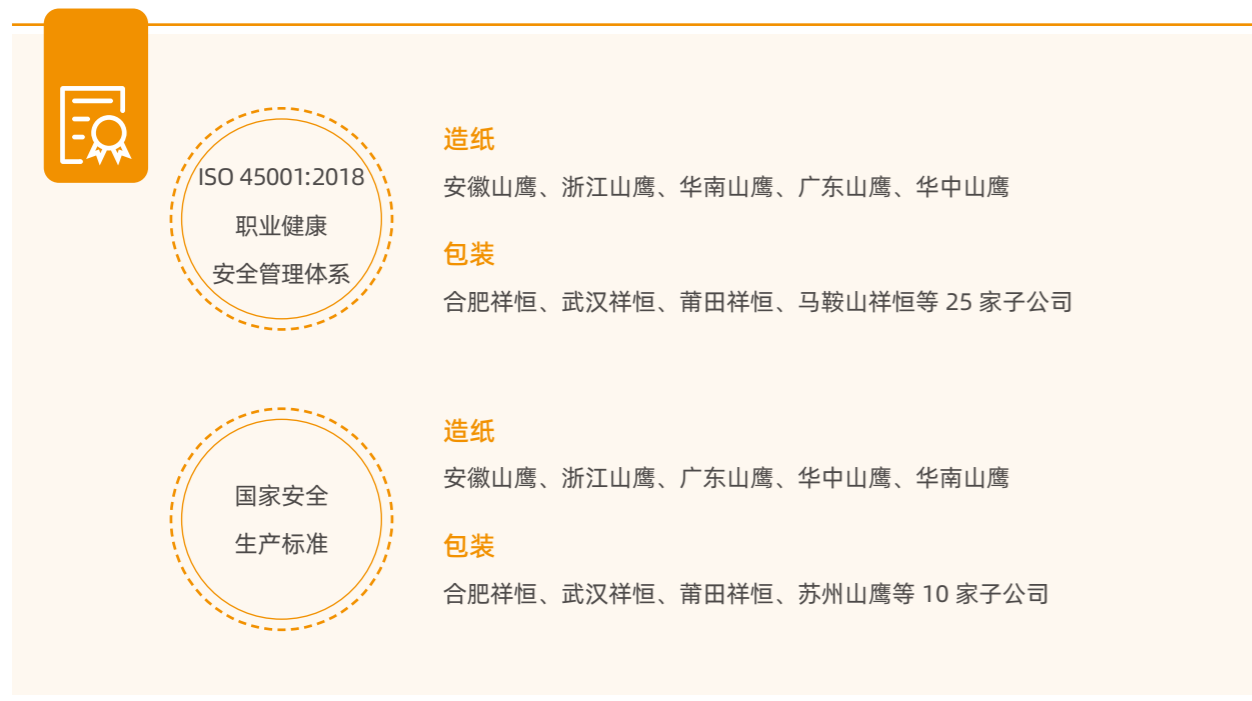 ISO 45001:2018
职业健康
安全管理体系
造纸
安徽山鹰、浙江山鹰、华南山鹰、广东山鹰、华中山鹰
包装
合肥祥恒、武汉祥恒、莆田祥恒、马鞍山祥恒等 25 家子公司
国家安全
生产标准
造纸
安徽山鹰、浙江山鹰、广东山鹰、华中山鹰、华南山鹰
包装
合肥祥恒、武汉祥恒、莆田祥恒、苏州山鹰等 10 家子公司